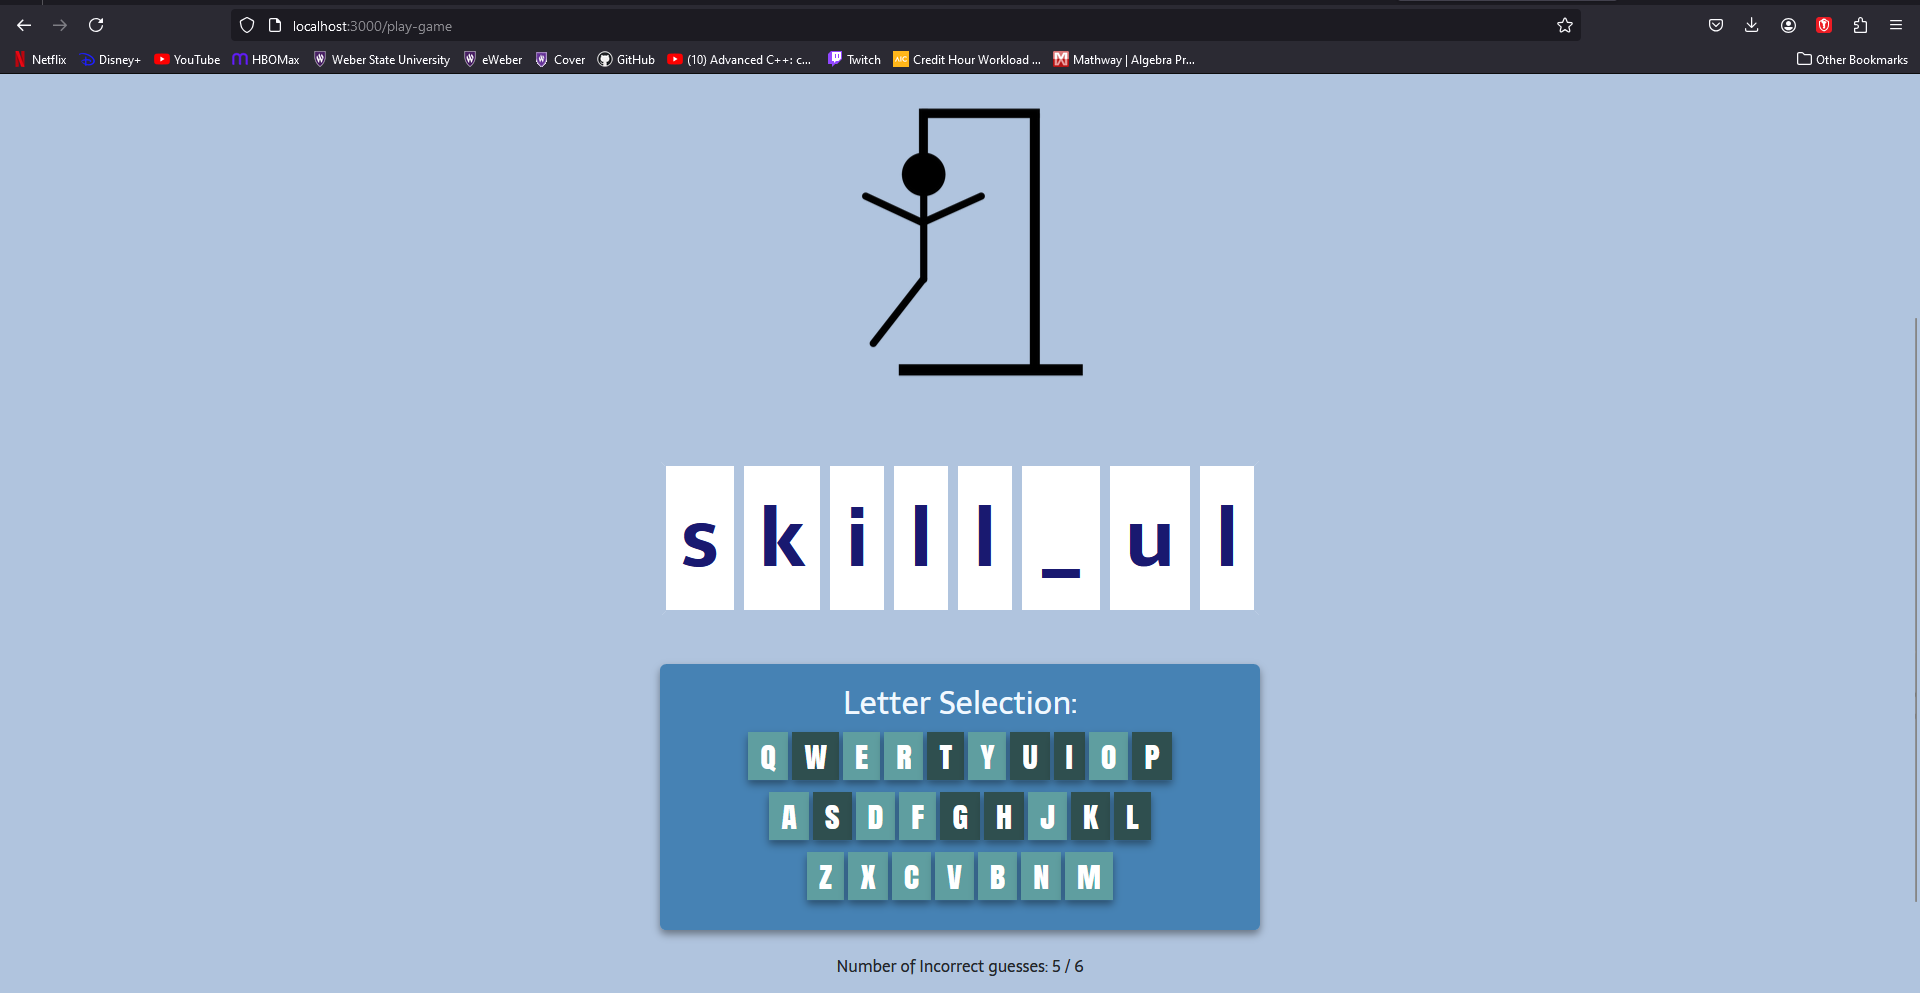 localhost:3000/play-game
Netflix Disney+ YouTube HBOMax Weber State University eWeber Cover GitHub (10) Advanced C++: c... Twitch Credit Hour Workload ... Mathway | Algebra Pr... Other Bookmarks
s k i l l _ u l
Letter Selection:
Q W E R T Y U I O P
A S D F G H J K L
Z X C V B N M
Number of Incorrect guesses: 5 / 6